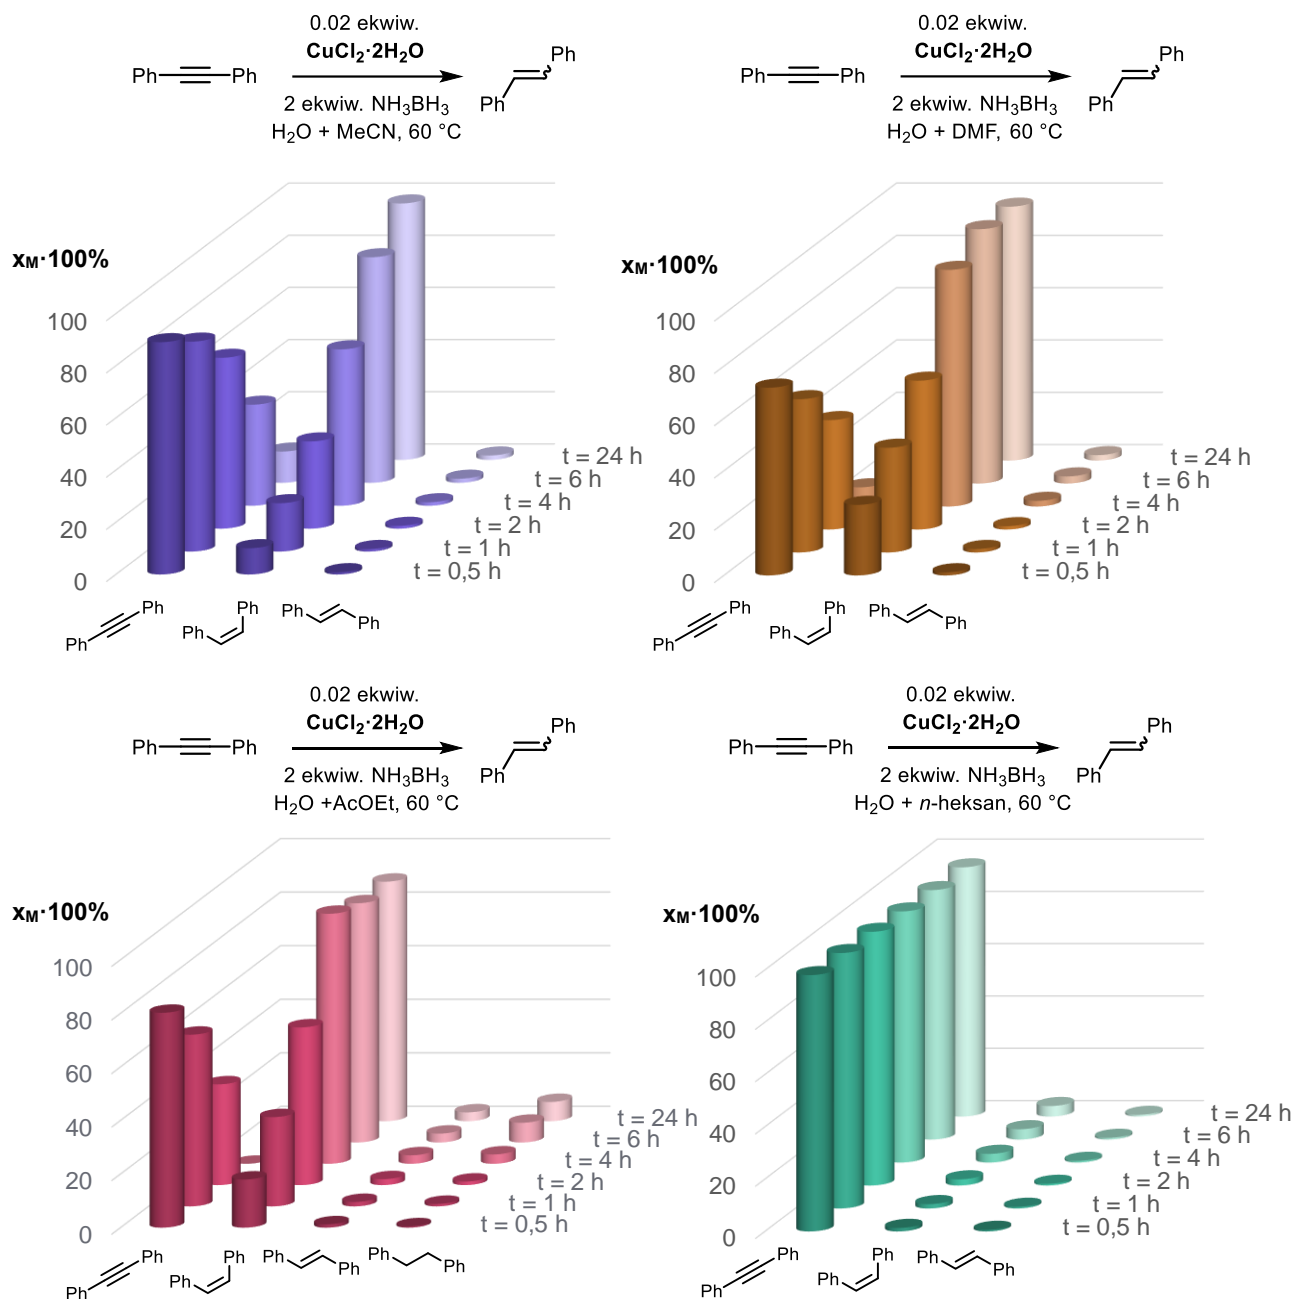 0.02 ekwiw.
CuCl₂·2H₂O
Ph Ph Ph
2 ekwiw. NH₃BH₃
Ph
H₂O + MeCN, 60 °C
xᴍ·100%
100
80
60
40
20
0
t = 24 h
t = 6 h
t = 4 h
t = 2 h
t = 1 h
t = 0,5 h
Ph Ph Ph
Ph Ph Ph
0.02 ekwiw.
CuCl₂·2H₂O
Ph Ph Ph
2 ekwiw. NH₃BH₃
Ph
H₂O + DMF, 60 °C
xᴍ·100%
100
80
60
40
20
0
t = 24 h
t = 6 h
t = 4 h
t = 2 h
t = 1 h
t = 0,5 h
Ph Ph Ph
Ph Ph Ph
0.02 ekwiw.
CuCl₂·2H₂O
Ph Ph Ph
2 ekwiw. NH₃BH₃
Ph
H₂O +AcOEt, 60 °C
xᴍ·100%
100
80
60
40
20
0
t = 24 h
t = 6 h
t = 4 h
t = 2 h
t = 1 h
t = 0,5 h
Ph Ph Ph Ph
Ph Ph Ph Ph
0.02 ekwiw.
CuCl₂·2H₂O
Ph Ph Ph
2 ekwiw. NH₃BH₃
Ph
H₂O + n-heksan, 60 °C
xᴍ·100%
100
80
60
40
20
0
t = 24 h
t = 6 h
t = 4 h
t = 2 h
t = 1 h
t = 0,5 h
Ph Ph Ph
Ph Ph Ph